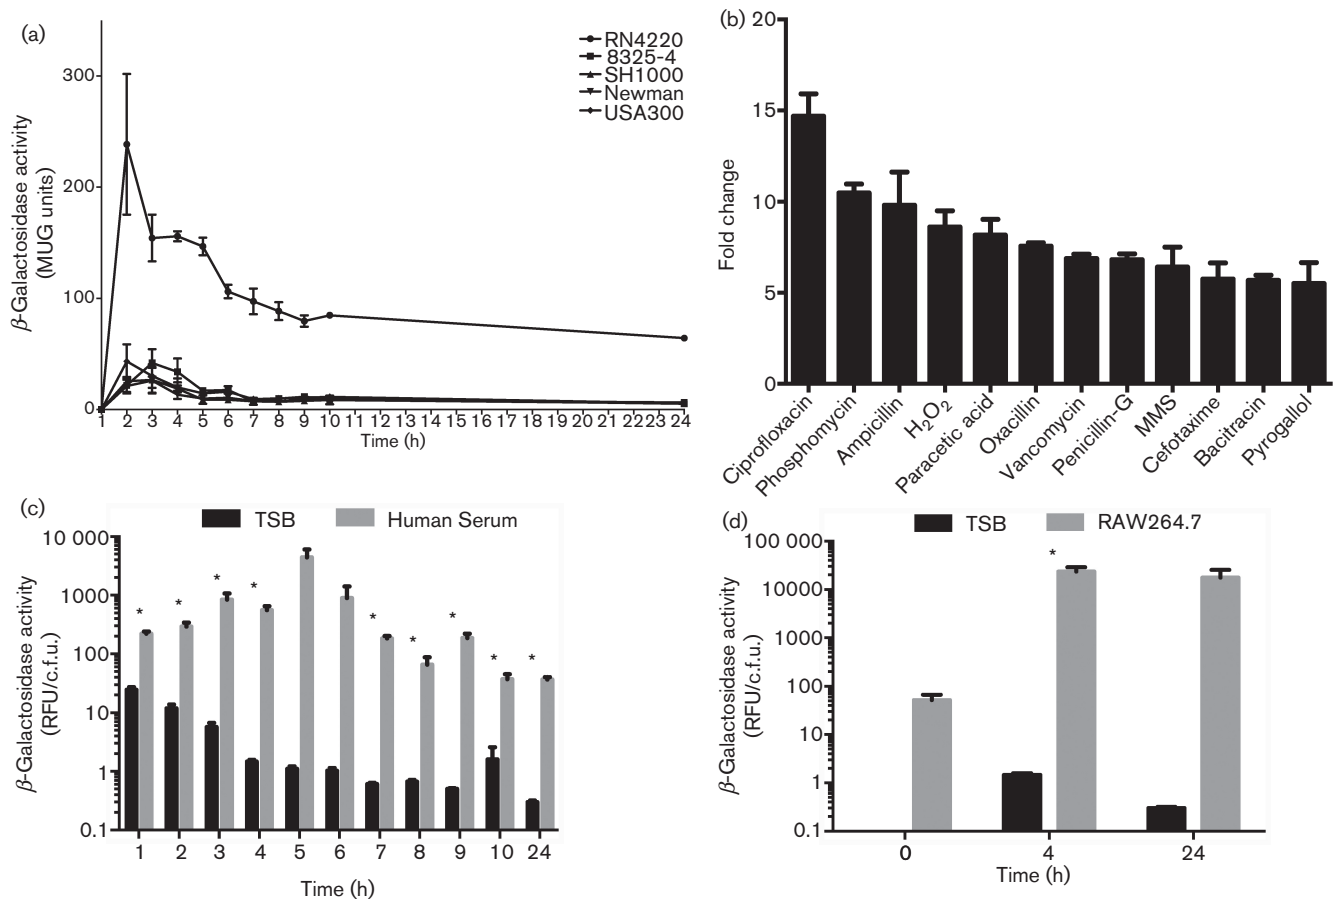 (a)
RN4220
8325-4
SH1000
Newman
USA300
β-Galactosidase activity
(MUG units)
300
200
100
0
1 2 3 4 5 6 7 8 9 10 11 12 13 14 15 16 17 18 19 20 21 22 23 24
Time (h)
(b)
Fold change
20
15
10
5
0
Ciprofloxacin
Phosphomycin
Ampicillin
H2O2
Paracetic acid
Oxacillin
Vancomycin
Penicillin-G
MMS
Cefotaxime
Bacitracin
Pyrogallol
(c)
TSB
Human Serum
β-Galactosidase activity
(RFU/c.f.u.)
10 000
1000
100
10
1
0.1
* * * * * * * * *
1 2 3 4 5 6 7 8 9 10 24
Time (h)
(d)
TSB
RAW264.7
β-Galactosidase activity
(RFU/c.f.u.)
100 000
10000
1000
100
10
1
0.1
*
0 4 24
Time (h)